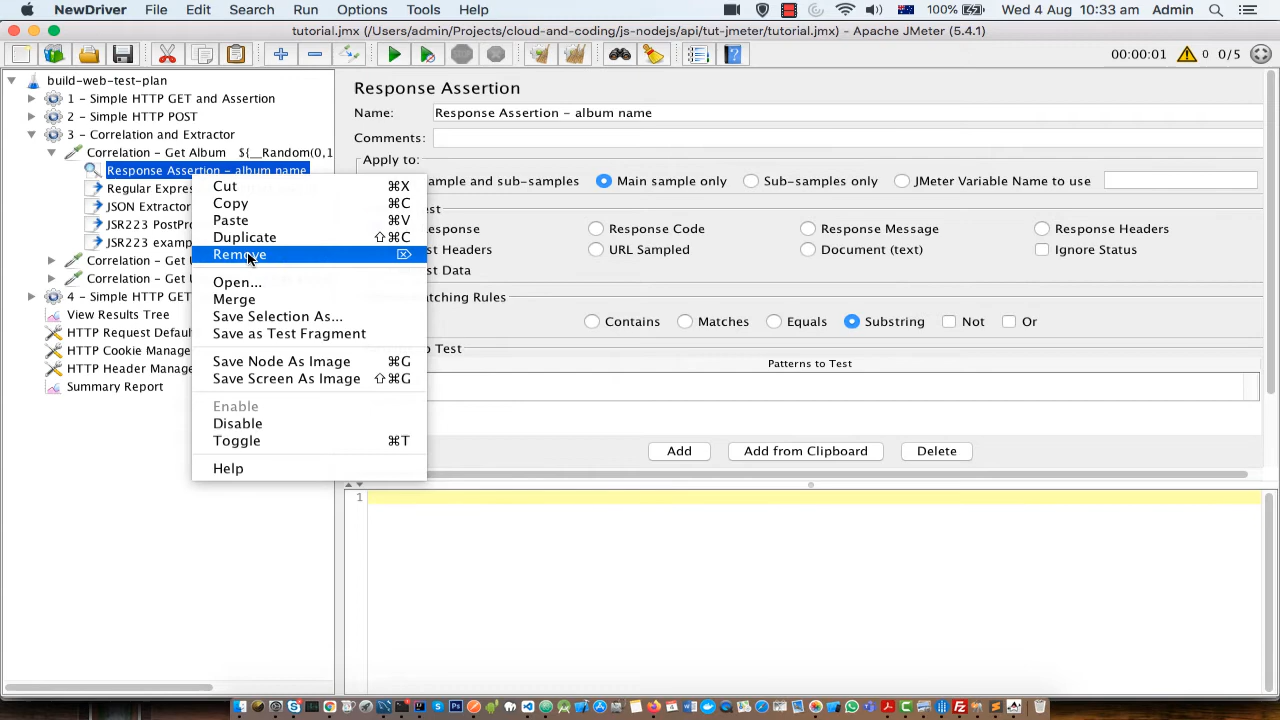 NewDriver File Edit Search Run Options Tools Help 100% Wed 4 Aug 10:33 am Admin
tutorial.jmx (/Users/admin/Projects/cloud-and-coding/js-nodejs/api/tut-jmeter/tutorial.jmx) - Apache JMeter (5.4.1)
00:00:01 0 0/5
build-web-test-plan
1 - Simple HTTP GET and Assertion
2 - Simple HTTP POST
3 - Correlation and Extractor
Correlation - Get Album ${__Random(0,1
Response Assertion - album name
Regular Expres
JSON Extractor
JSR223 PostPro
JSR223 examp
Correlation - Get U
Correlation - Get U
4 - Simple HTTP GET
View Results Tree
HTTP Request Defau
HTTP Cookie Manage
HTTP Header Manage
Summary Report
Cut ⌘X
Copy ⌘C
Paste ⌘V
Duplicate ⇧⌘C
Remove ⌦
Open...
Merge
Save Selection As...
Save as Test Fragment
Save Node As Image ⌘G
Save Screen As Image ⇧⌘G
Enable
Disable
Toggle ⌘T
Help
Response Assertion
Name: Response Assertion - album name
Comments:
Apply to:
ample and sub-samples Main sample only Sub-samples only JMeter Variable Name to use
est
esponse Response Code Response Message Response Headers
st Headers URL Sampled Document (text) Ignore Status
st Data
atching Rules
Contains Matches Equals Substring Not Or
o Test
Patterns to Test
Add Add from Clipboard Delete
1